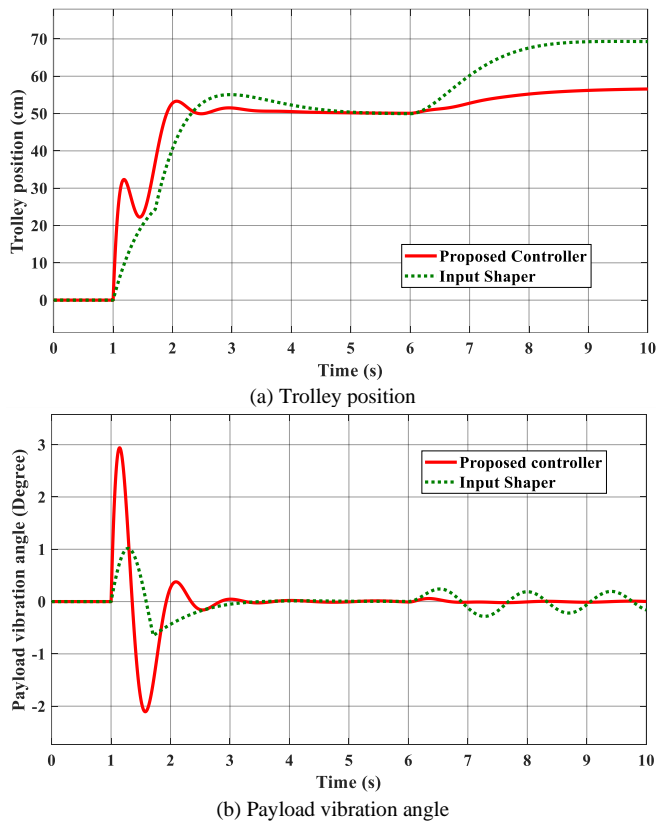 70
60
50
40
30
20
10
0
Trolley position (cm)
Proposed Controller
Input Shaper
0 1 2 3 4 5 6 7 8 9 10
Time (s)
(a) Trolley position
3
2
1
0
-1
-2
Payload vibration angle (Degree)
Proposed controller
Input Shaper
0 1 2 3 4 5 6 7 8 9 10
Time (s)
(b) Payload vibration angle